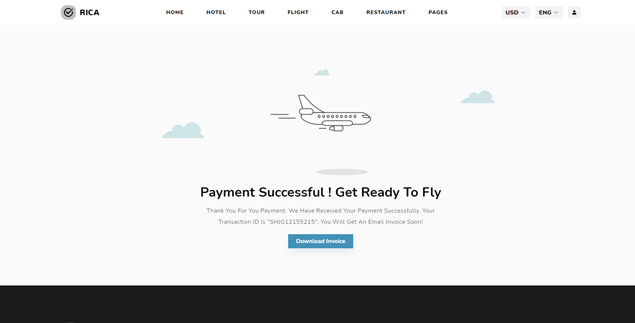 RICA
HOME HOTEL TOUR FLIGHT CAB RESTAURANT PAGES
USD ENG
Payment Successful ! Get Ready To Fly
Thank You For You Payment. We Have Received Your Payment Successfully. Your
Transaction ID Is "SHJG12155215", You Will Get An Email Invoice Soon!
Download Invoice